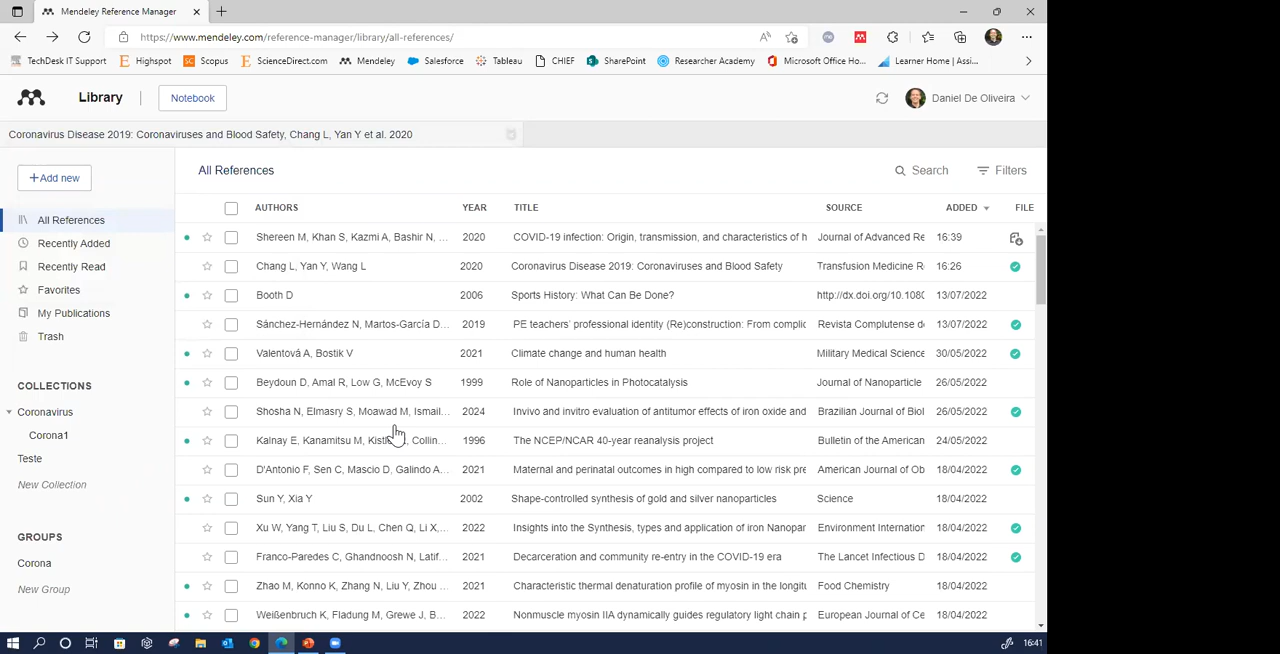 Mendeley Reference Manager
https://www.mendeley.com/reference-manager/library/all-references/
TechDesk IT Support Highspot Scopus ScienceDirect.com Mendeley Salesforce Tableau CHIEF SharePoint Researcher Academy Microsoft Office Ho... Learner Home | Assi...
Library Notebook Daniel De Oliveira
Coronavirus Disease 2019: Coronaviruses and Blood Safety, Chang L, Yan Y et al. 2020
+Add new
All References
Recently Added
Recently Read
Favorites
My Publications
Trash
COLLECTIONS
Coronavirus
Corona1
Teste
New Collection
GROUPS
Corona
New Group
All References Search Filters
AUTHORS YEAR TITLE SOURCE ADDED FILE
Shereen M, Khan S, Kazmi A, Bashir N, ... 2020 COVID-19 infection: Origin, transmission, and characteristics of h Journal of Advanced Re 16:39
Chang L, Yan Y, Wang L 2020 Coronavirus Disease 2019: Coronaviruses and Blood Safety Transfusion Medicine R 16:26
Booth D 2006 Sports History: What Can Be Done? http://dx.doi.org/10.1080 13/07/2022
Sánchez-Hernández N, Martos-García D... 2019 PE teachers' professional identity (Re)construction: From complic Revista Complutense d 13/07/2022
Valentová A, Bostik V 2021 Climate change and human health Military Medical Science 30/05/2022
Beydoun D, Amal R, Low G, McEvoy S 1999 Role of Nanoparticles in Photocatalysis Journal of Nanoparticle 26/05/2022
Shosha N, Elmasry S, Moawad M, Ismail... 2024 Invivo and invitro evaluation of antitumor effects of iron oxide and Brazilian Journal of Biol 26/05/2022
Kalnay E, Kanamitsu M, Collin... 1996 The NCEP/NCAR 40-year reanalysis project Bulletin of the American 24/05/2022
D'Antonio F, Sen C, Mascio D, Galindo A... 2021 Maternal and perinatal outcomes in high compared to low risk pre American Journal of Ob 18/04/2022
Sun Y, Xia Y 2002 Shape-controlled synthesis of gold and silver nanoparticles Science 18/04/2022
Xu W, Yang T, Liu S, Du L, Chen Q, Li X,... 2022 Insights into the Synthesis, types and application of iron Nanopar Environment Internation 18/04/2022
Franco-Paredes C, Ghandnoosh N, Latif... 2021 Decarceration and community re-entry in the COVID-19 era The Lancet Infectious D 18/04/2022
Zhao M, Konno K, Zhang N, Liu Y, Zhou ... 2021 Characteristic thermal denaturation profile of myosin in the longitu Food Chemistry 18/04/2022
Weißenbruch K, Fladung M, Grewe J, B... 2022 Nonmuscle myosin IIA dynamically guides regulatory light chain p European Journal of Ce 18/04/2022
16:41